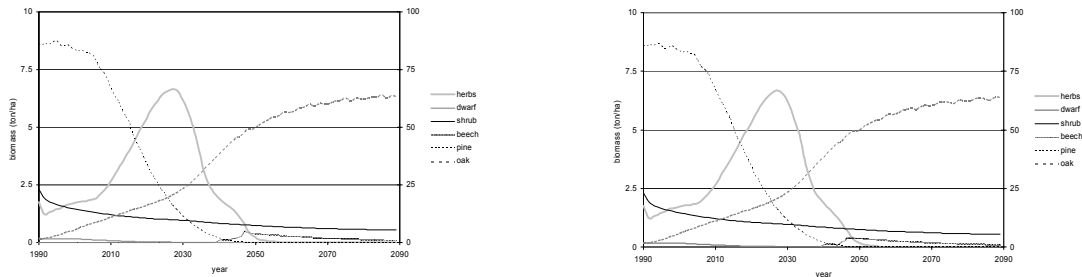 10
7.5
5
2.5
0
100
75
50
25
0
biomass (ton/ha)
1990 2010 2030 2050 2070 2090
year
herbs
dwarf
shrub
beech
pine
oak
10
7.5
5
2.5
0
100
75
50
25
0
biomass (ton/ha)
1990 2010 2030 2050 2070 2090
year
herbs
dwarf
shrub
beech
pine
oak